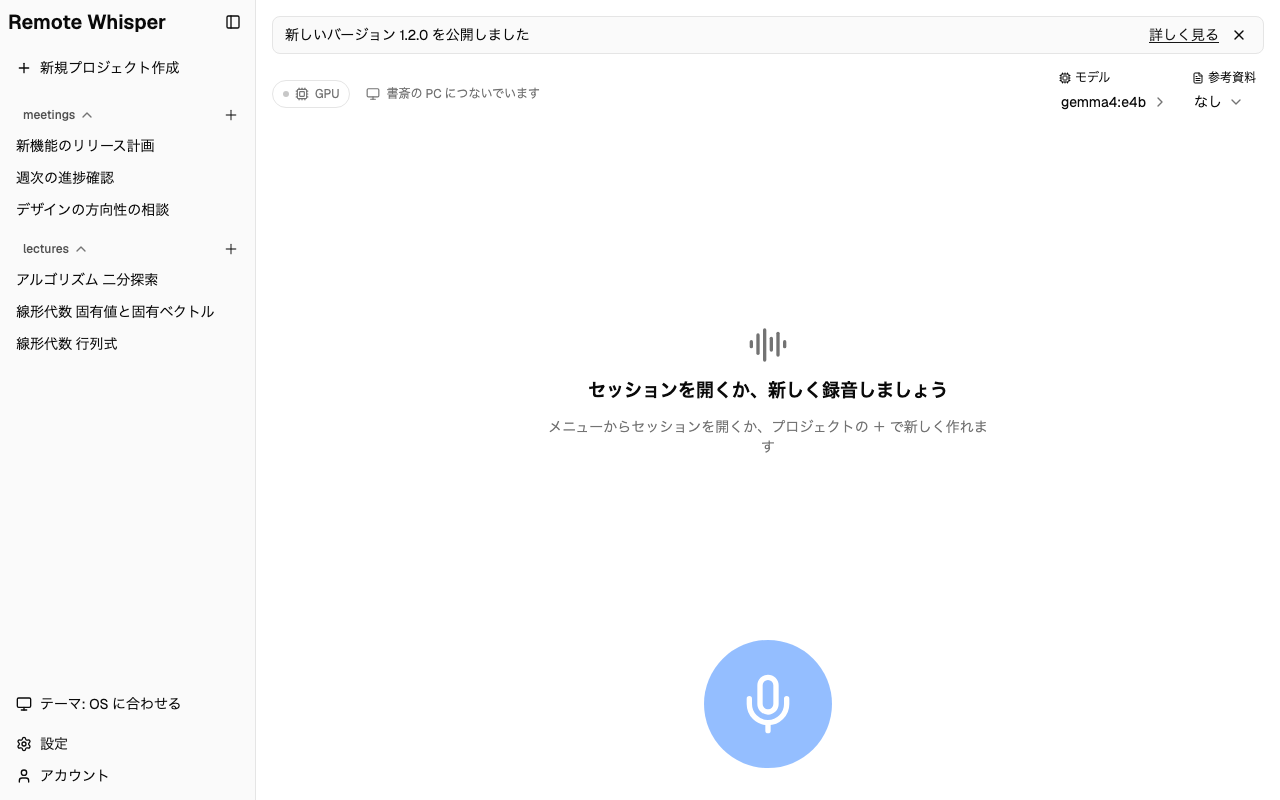 Remote Whisper
新規プロジェクト作成
meetings
新機能のリリース計画
週次の進捗確認
デザインの方向性の相談
lectures
アルゴリズム 二分探索
線形代数 固有値と固有ベクトル
線形代数 行列式
テーマ: OS に合わせる
設定
アカウント
新しいバージョン 1.2.0 を公開しました
詳しく見る
GPU
書斎の PC につないでいます
モデル
gemma4:e4b
参考資料
なし
セッションを開くか、新しく録音しましょう
メニューからセッションを開くか、プロジェクトの ＋ で新しく作れま
す